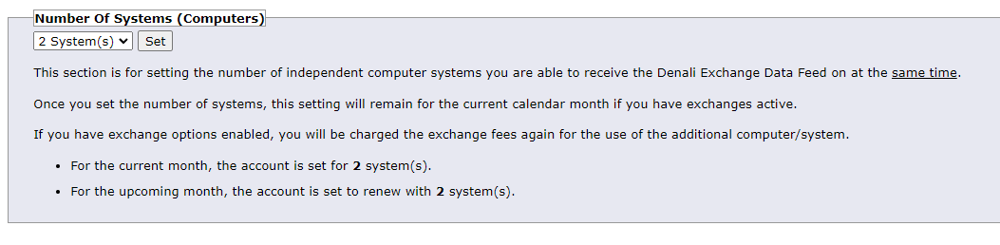 Number Of Systems (Computers)
2 System(s) Set
This section is for setting the number of independent computer systems you are able to receive the Denali Exchange Data Feed on at the same time.
Once you set the number of systems, this setting will remain for the current calendar month if you have exchanges active.
If you have exchange options enabled, you will be charged the exchange fees again for the use of the additional computer/system.
• For the current month, the account is set for 2 system(s).
• For the upcoming month, the account is set to renew with 2 system(s).